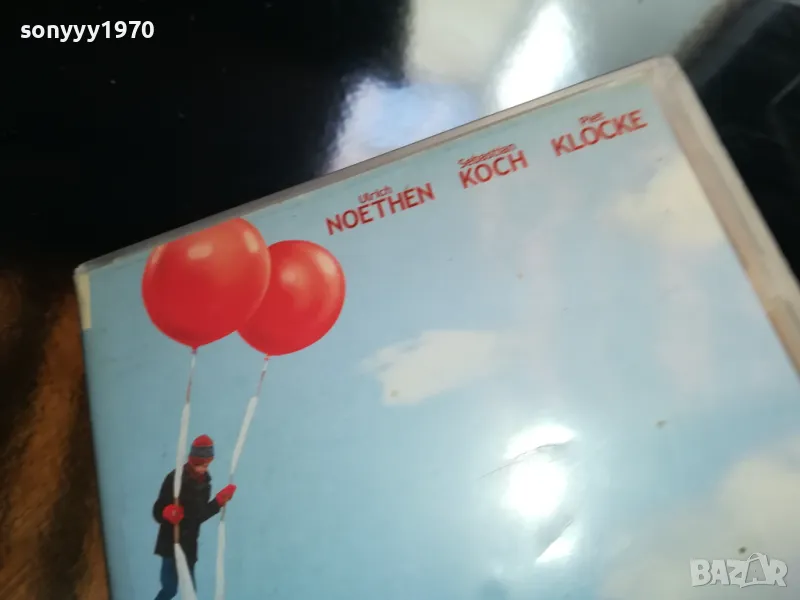 sonyyy1970
Ulrich
NOETHEN
Sebastian
KOCH
Piet
KLOCKE
BAZAR